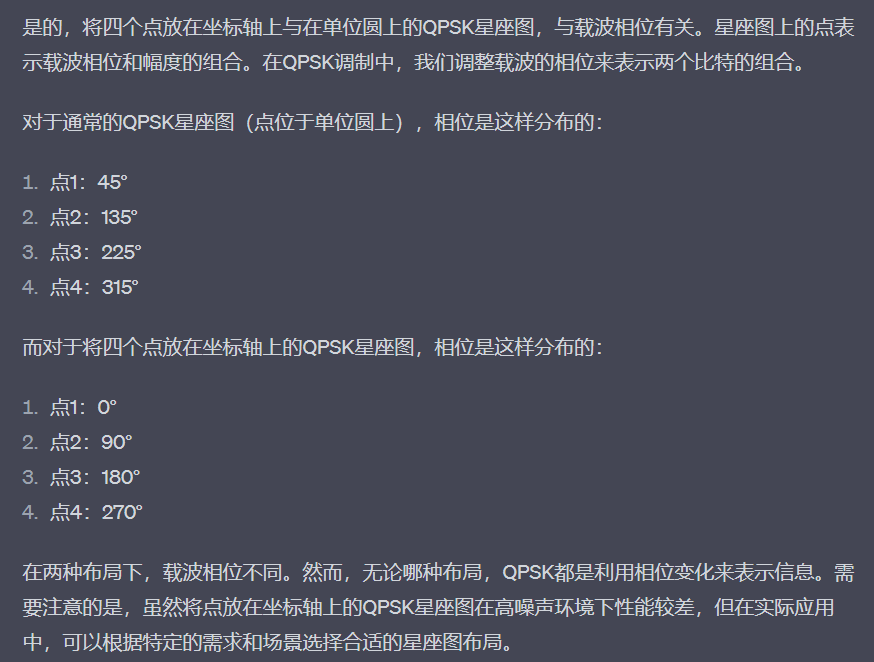 是的，将四个点放在坐标轴上与在单位圆上的QPSK星座图，与载波相位有关。星座图上的点表
示载波相位和幅度的组合。在QPSK调制中，我们调整载波的相位来表示两个比特的组合。
对于通常的QPSK星座图（点位于单位圆上），相位是这样分布的：
1. 点1：45°
2. 点2：135°
3. 点3：225°
4. 点4：315°
而对于将四个点放在坐标轴上的QPSK星座图，相位是这样分布的：
1. 点1：0°
2. 点2：90°
3. 点3：180°
4. 点4：270°
在两种布局下，载波相位不同。然而，无论哪种布局，QPSK都是利用相位变化来表示信息。需
要注意的是，虽然将点放在坐标轴上的QPSK星座图在高噪声环境下性能较差，但在实际应用
中，可以根据特定的需求和场景选择合适的星座图布局。